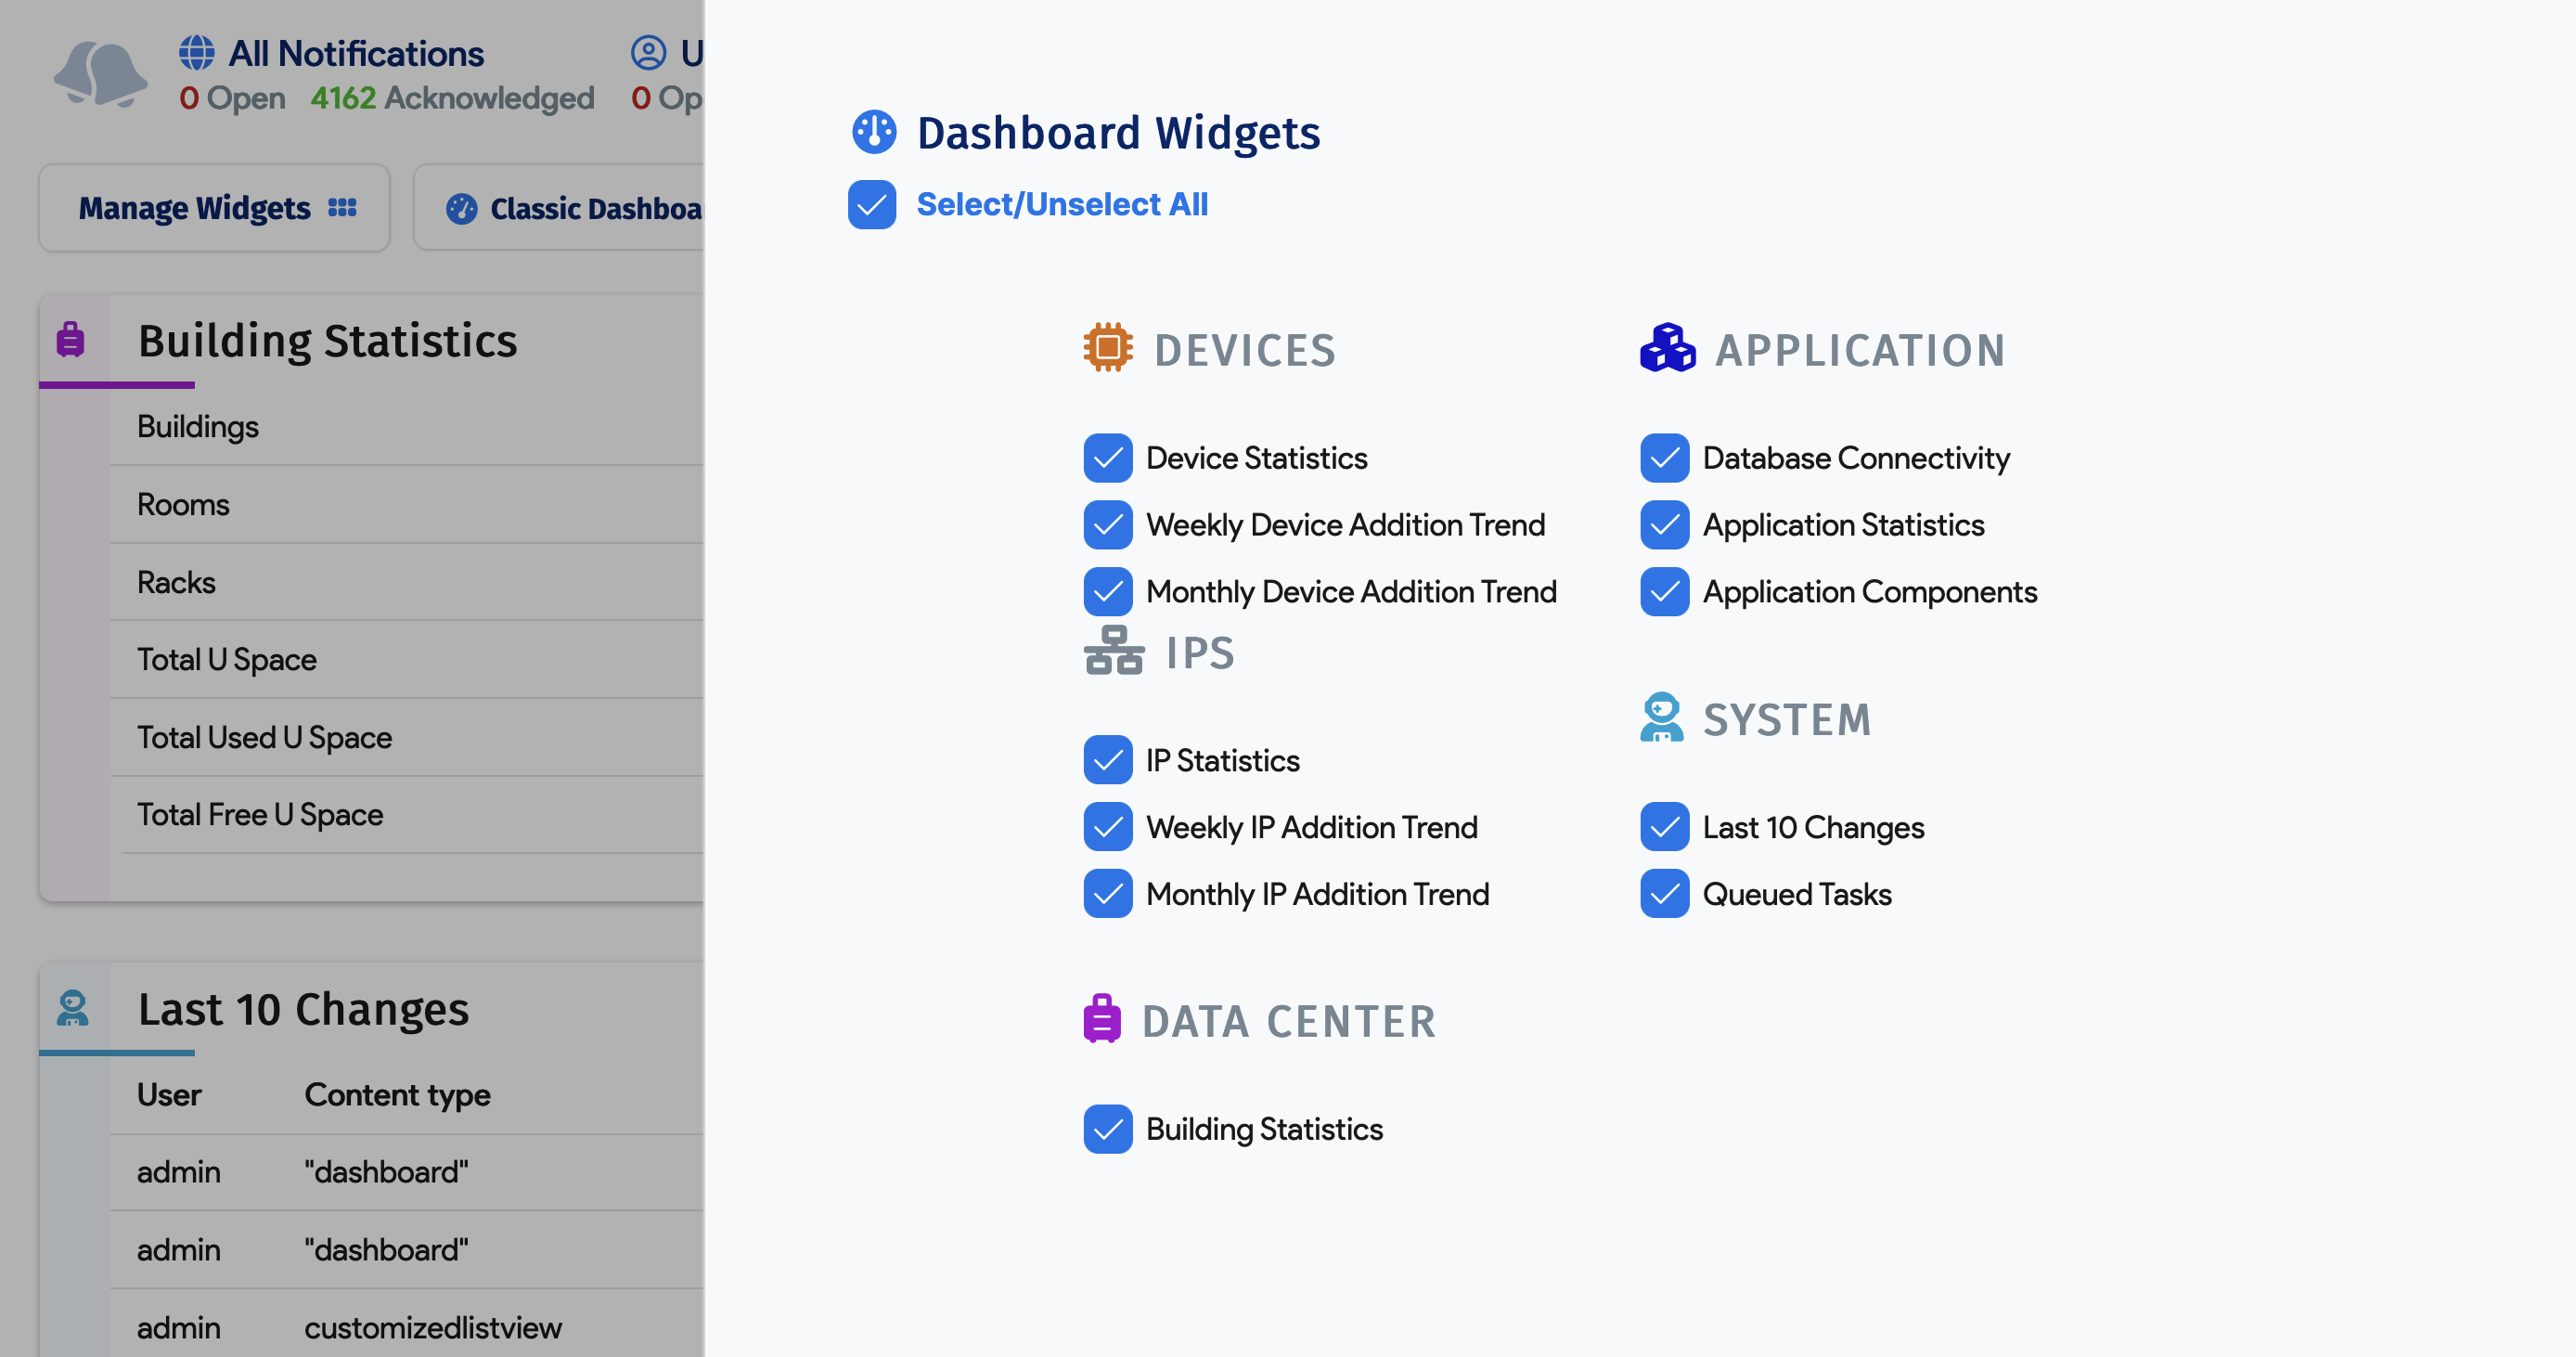 All Notifications
0 Open 4162 Acknowledged
U
0 Op
Manage Widgets
Classic Dashboa
Building Statistics
Buildings
Rooms
Racks
Total U Space
Total Used U Space
Total Free U Space
Last 10 Changes
User Content type
admin "dashboard"
admin "dashboard"
admin customizedlistview
Dashboard Widgets
Select/Unselect All
DEVICES
Device Statistics
Weekly Device Addition Trend
Monthly Device Addition Trend
IPS
IP Statistics
Weekly IP Addition Trend
Monthly IP Addition Trend
DATA CENTER
Building Statistics
APPLICATION
Database Connectivity
Application Statistics
Application Components
SYSTEM
Last 10 Changes
Queued Tasks